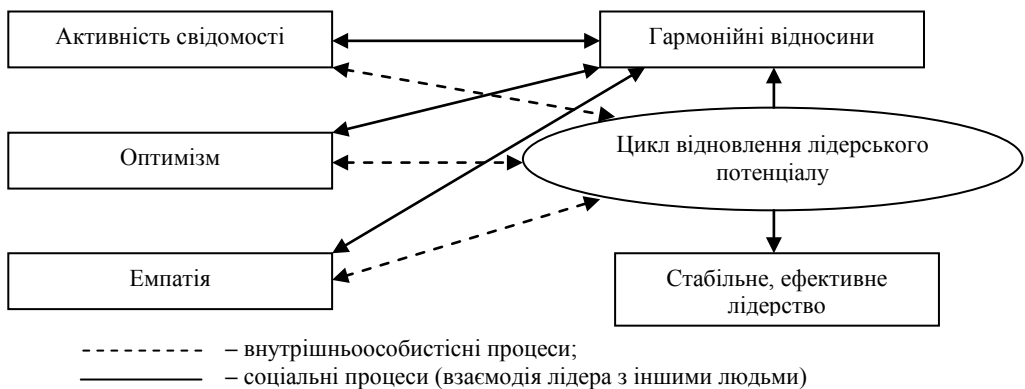 Активність свідомості
Гармонійні відносини
Оптимізм
Цикл відновлення лідерського
потенціалу
Емпатія
Стабільне, ефективне
лідерство
– внутрішньоособистісні процеси;
– соціальні процеси (взаємодія лідера з іншими людьми)